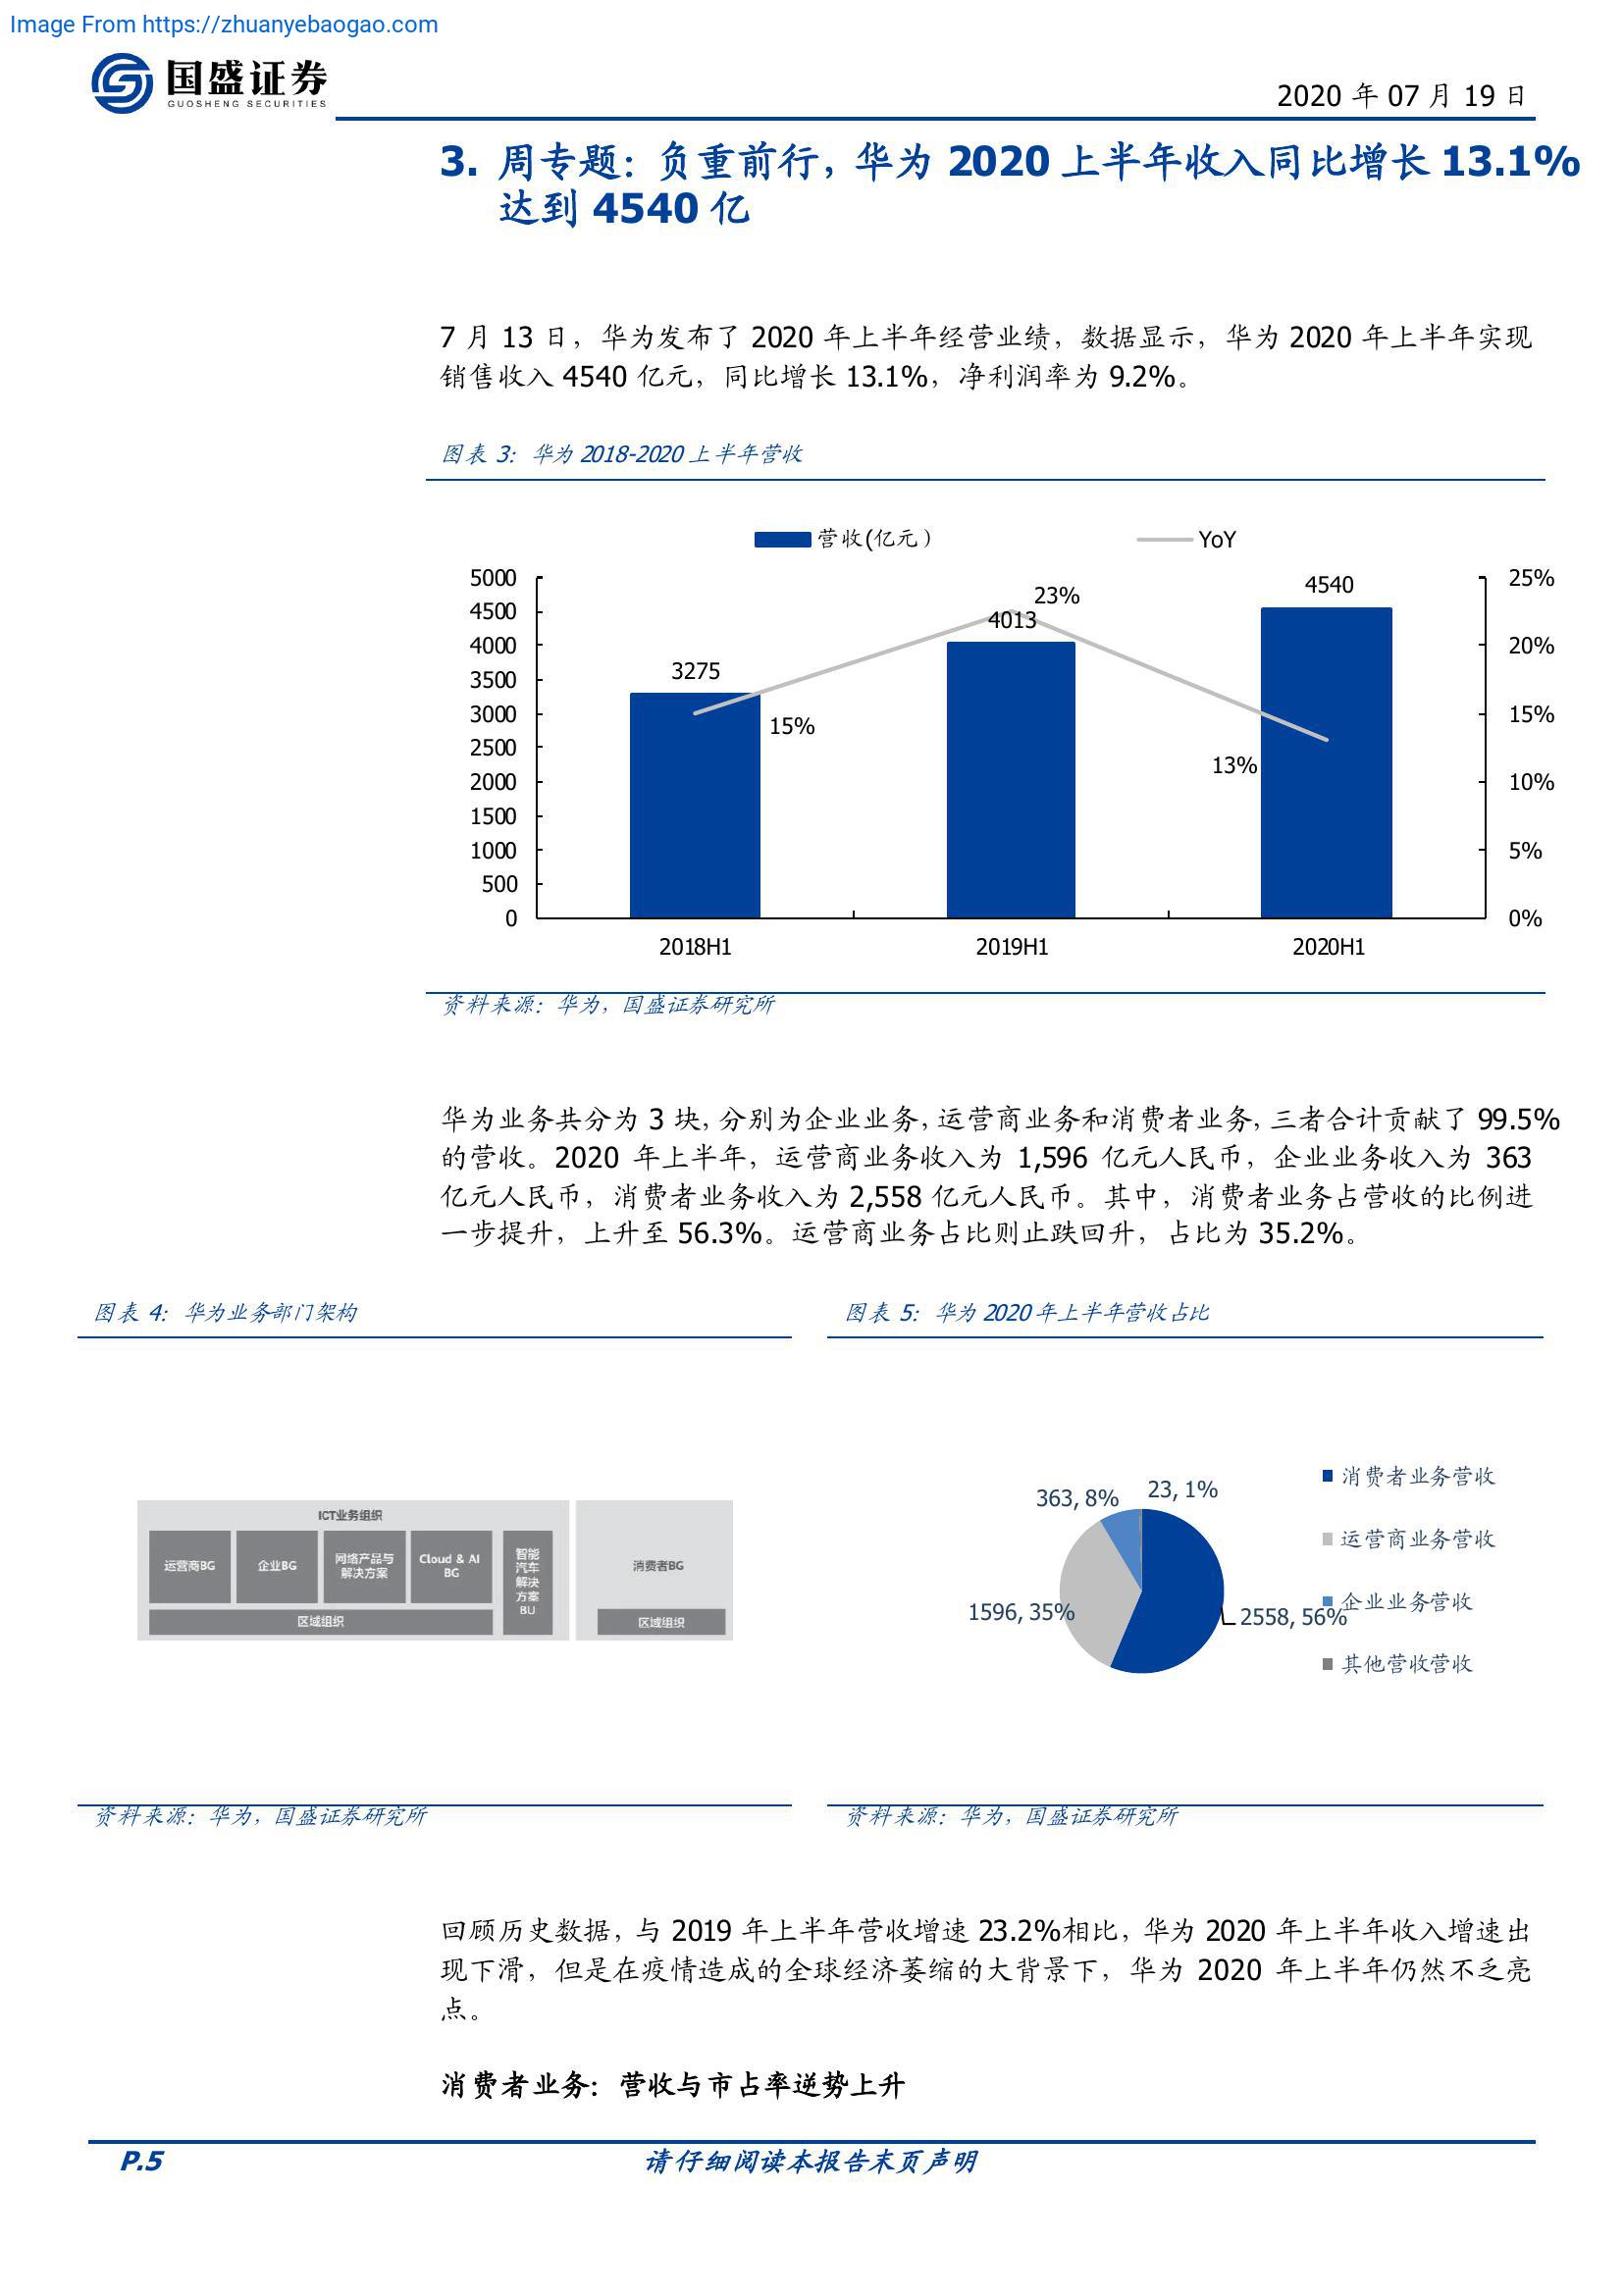 Image From https://zhuanyebaogao.com
国盛证券
GUOSHENG SECURITIES
2020 年 07 月 19 日
3. 周专题：负重前行，华为 2020 上半年收入同比增长 13.1%
达到 4540 亿
7 月 13 日，华为发布了 2020 年上半年经营业绩，数据显示，华为 2020 年上半年实现
销售收入 4540 亿元，同比增长 13.1%，净利润率为 9.2%。
图表 3：华为 2018-2020 上半年营收
营收(亿元）
YoY
5000
4500
4000
3500
3000
2500
2000
1500
1000
500
0
3275
4013
4540
15%
23%
13%
25%
20%
15%
10%
5%
0%
2018H1
2019H1
2020H1
资料来源：华为，国盛证券研究所
华为业务共分为 3 块，分别为企业业务，运营商业务和消费者业务，三者合计贡献了 99.5%
的营收。2020 年上半年，运营商业务收入为 1,596 亿元人民币，企业业务收入为 363
亿元人民币，消费者业务收入为 2,558 亿元人民币。其中，消费者业务占营收的比例进
一步提升，上升至 56.3%。运营商业务占比则止跌回升，占比为 35.2%。
图表 4：华为业务部门架构
ICT业务组织
运营商BG
企业BG
网络产品与
解决方案
Cloud & AI
BG
智能
汽车
解决
方案
BU
区域组织
消费者BG
区域组织
资料来源：华为，国盛证券研究所
图表 5：华为 2020 年上半年营收占比
363, 8%
23, 1%
1596, 35%
2558, 56%
消费者业务营收
运营商业务营收
企业业务营收
其他营收营收
资料来源：华为，国盛证券研究所
回顾历史数据，与 2019 年上半年营收增速 23.2%相比，华为 2020 年上半年收入增速出
现下滑，但是在疫情造成的全球经济萎缩的大背景下，华为 2020 年上半年仍然不乏亮
点。
消费者业务：营收与市占率逆势上升
P.5
请仔细阅读本报告末页声明